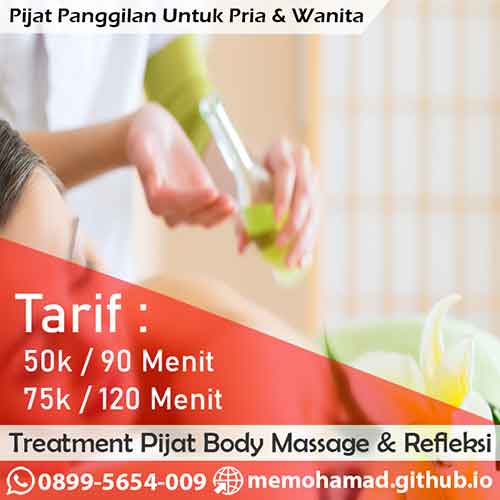 Pijat Panggilan Untuk Pria & Wanita
Tarif :
50k / 90 Menit
75k / 120 Menit
Treatment Pijat Body Massage & Refleksi
0899-5654-009 memohamad.github.io